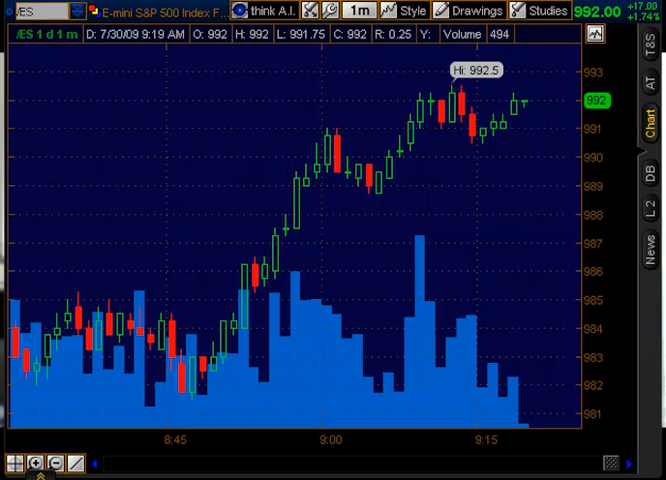 /ES E-mini S&P 500 Index F... think A.I. 1m Style Drawings Studies 992.00 +17.00
+1.74%
/ES 1 d 1 m D: 7/30/09 9:19 AM O: 992 H: 992 L: 991.75 C: 992 R: 0.25 Y: Volume 494
Hi: 992.5
993
992
991
990
989
988
987
986
985
984
983
982
981
8:45 9:00 9:15
T&S
AT
Chart
DB
L 2
News